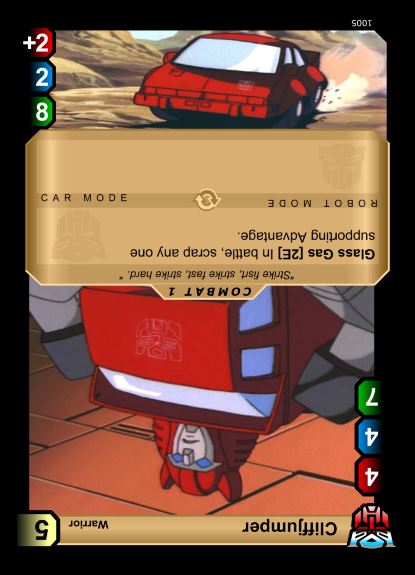 1005
+2
2
8
CAR MODE
ROBOT MODE
Glass Gas [2E] In battle, scrap any one
supporting Advantage.
"Strike fisrt, strike fast, strike hard. "
COMBAT 1
7
4
4
Cliffjumper
Warrior
5